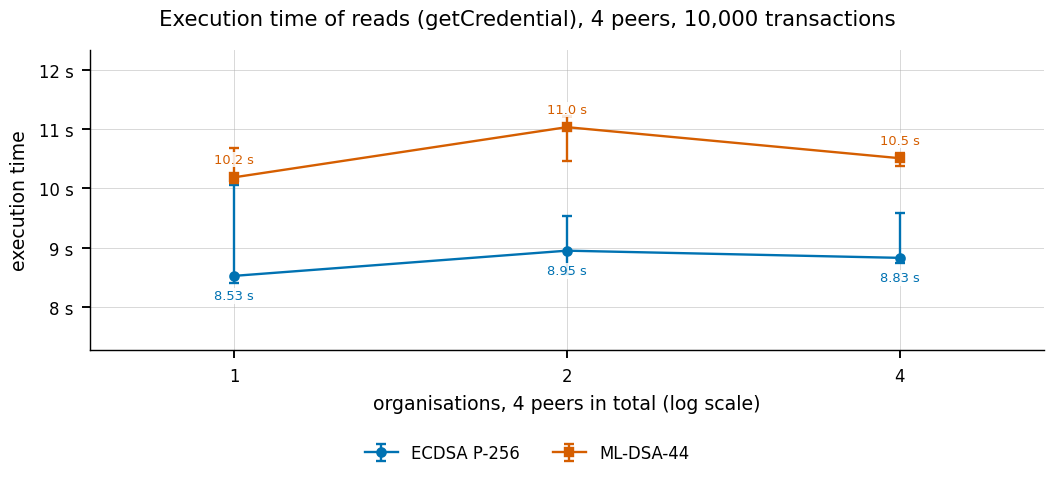 Execution time of reads (getCredential), 4 peers, 10,000 transactions
12 s
11 s
10 s
9 s
8 s
execution time
10.2 s
11.0 s
10.5 s
8.53 s
8.95 s
8.83 s
1
2
4
organisations, 4 peers in total (log scale)
ECDSA P-256
ML-DSA-44